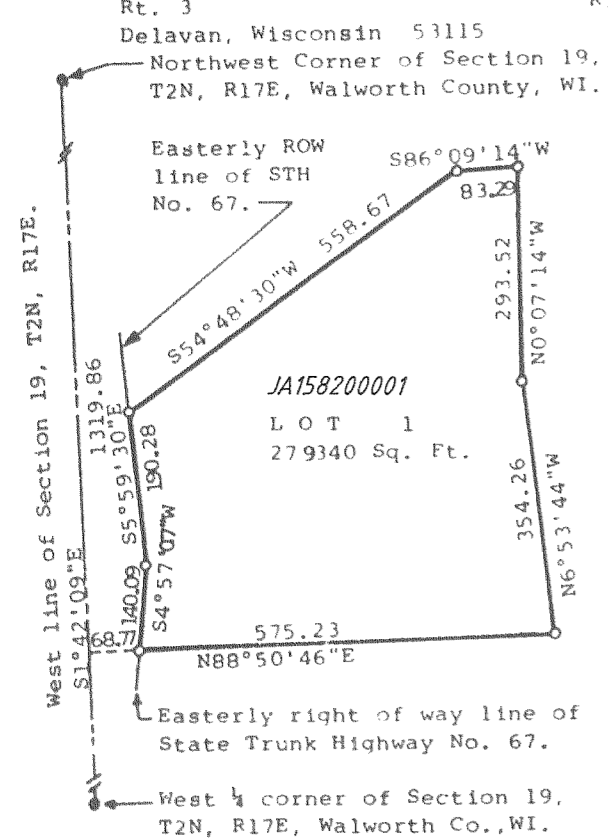 Rt. 3
Delavan, Wisconsin 53115
Northwest Corner of Section 19,
T2N, R17E, Walworth County, WI.
Easterly ROW
line of STH
No. 67.
S86°09'14"W
83.29
558.67
S54°48'30"W
293.52
N0°07'14"W
West line of Section 19, T2N, R17E.
1319.86
S1°42'09"E
S5°59'30"E
190.28
JA158200001
LOT 1
279340 Sq. Ft.
354.26
N6°53'44"W
140.09
S4°57'07"W
68.77
575.23
N88°50'46"E
Easterly right of way line of
State Trunk Highway No. 67.
West ¼ corner of Section 19,
T2N, R17E, Walworth Co.,WI.